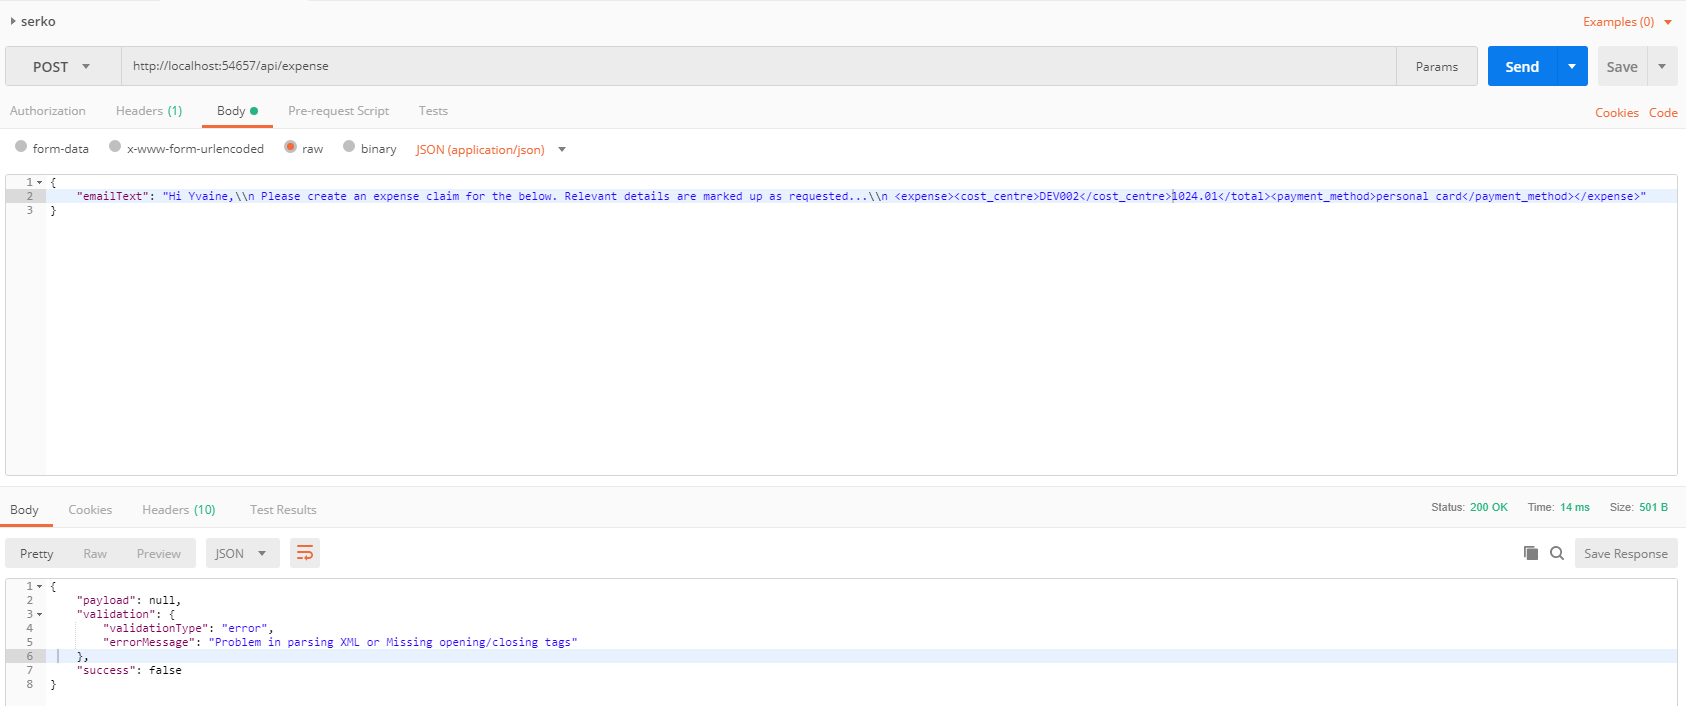 serko Examples (0)
POST http://localhost:54657/api/expense Params Send Save
Authorization Headers (1) Body Pre-request Script Tests Cookies Code
form-data x-www-form-urlencoded raw binary JSON (application/json)
1 {
2 "emailText": "Hi Yvaine,\\n Please create an expense claim for the below. Relevant details are marked up as requested...\\n <expense><cost_centre>DEV002</cost_centre>1024.01</total><payment_method>personal card</payment_method></expense>"
3 }
Body Cookies Headers (10) Test Results Status: 200 OK Time: 14 ms Size: 501 B
Pretty Raw Preview JSON Save Response
1 {
2 "payload": null,
3 "validation": {
4 "validationType": "error",
5 "errorMessage": "Problem in parsing XML or Missing opening/closing tags"
6 },
7 "success": false
8 }